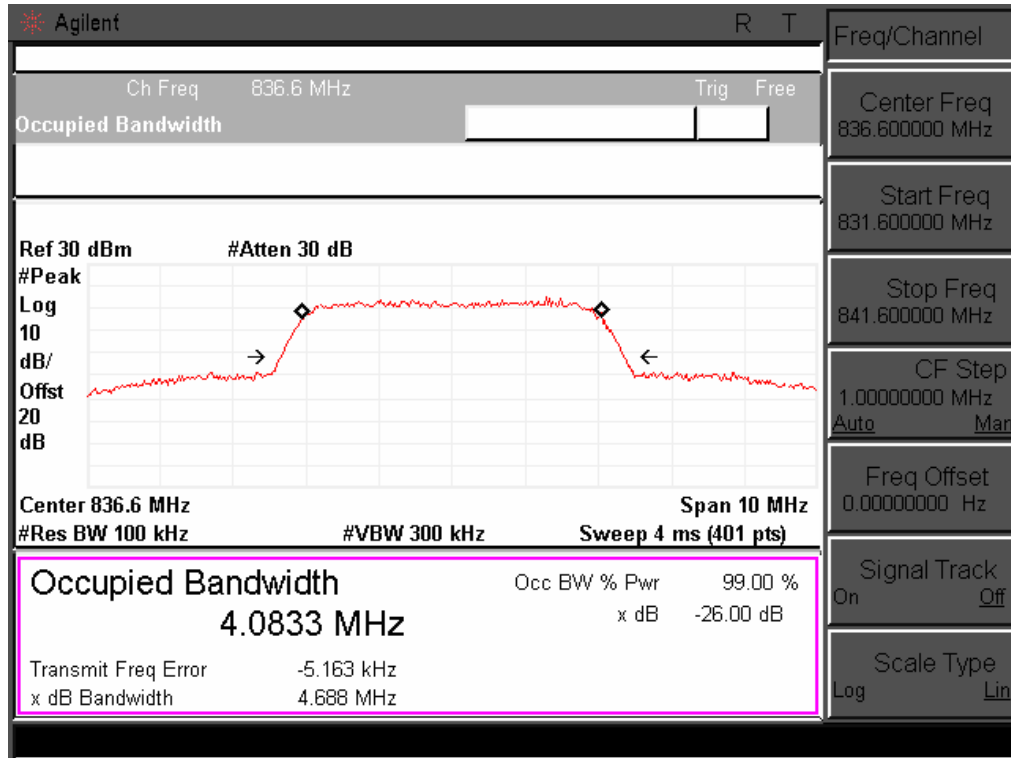 Agilent R T
Ch Freq 836.6 MHz Trig Free
Occupied Bandwidth
Ref 30 dBm #Atten 30 dB
#Peak
Log
10
dB/
Offst
20
dB
Center 836.6 MHz Span 10 MHz
#Res BW 100 kHz #VBW 300 kHz Sweep 4 ms (401 pts)
Occupied Bandwidth
4.0833 MHz
Occ BW % Pwr 99.00 %
x dB -26.00 dB
Transmit Freq Error -5.163 kHz
x dB Bandwidth 4.688 MHz
Freq/Channel
Center Freq
836.600000 MHz
Start Freq
831.600000 MHz
Stop Freq
841.600000 MHz
CF Step
1.00000000 MHz
Auto Man
Freq Offset
0.00000000 Hz
Signal Track
On Off
Scale Type
Log Lin